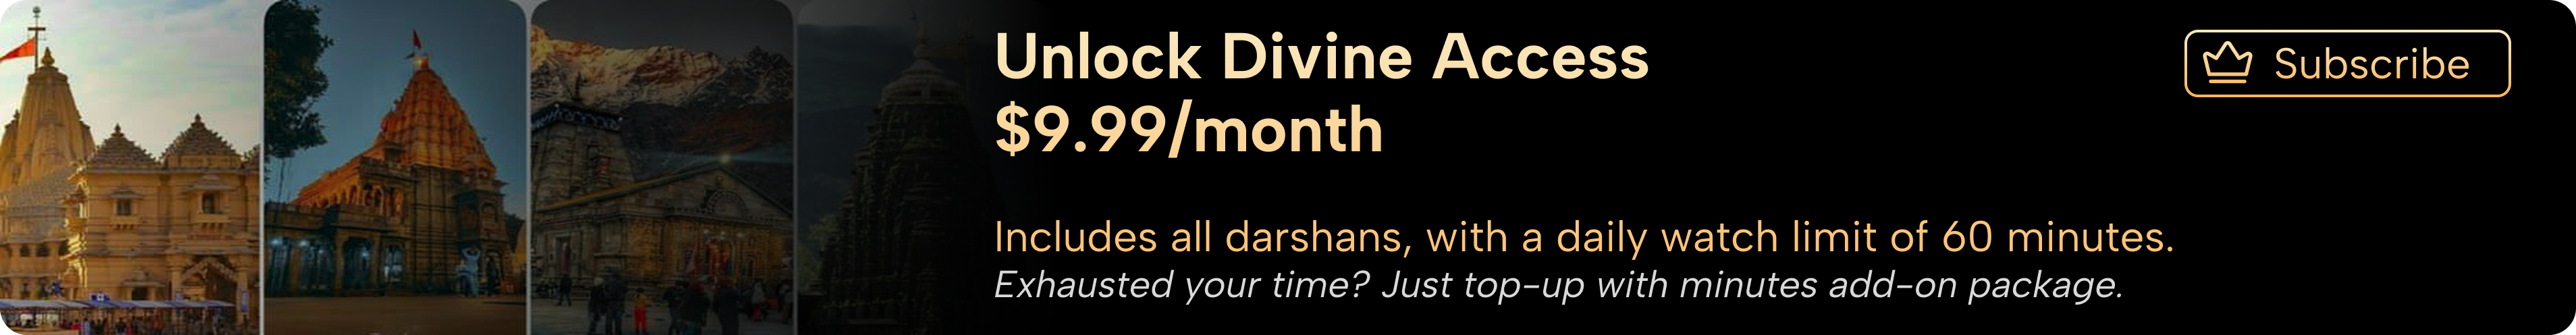 Unlock Divine Access
$9.99/month
Subscribe
Includes all darshans, with a daily watch limit of 60 minutes.
Exhausted your time? Just top-up with minutes add-on package.